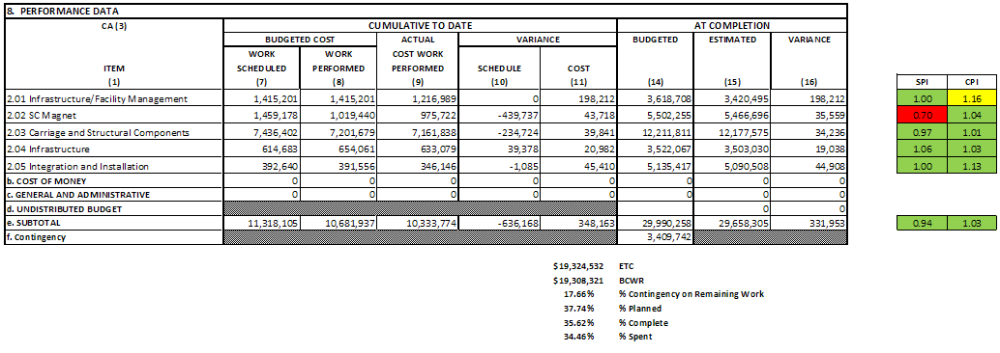 8. PERFORMANCE DATA
CA (3) CUMULATIVE TO DATE AT COMPLETION
BUDGETED COST ACTUAL VARIANCE BUDGETED ESTIMATED VARIANCE
WORK WORK COST WORK
ITEM SCHEDULED PERFORMED PERFORMED SCHEDULE COST
(1) (7) (8) (9) (10) (11) (14) (15) (16) SPI CPI
2.01 Infrastructure/Facility Management 1,415,201 1,415,201 1,216,989 0 198,212 3,618,708 3,420,495 198,212 1.00 1.16
2.02 SC Magnet 1,459,178 1,019,440 975,722 -439,737 43,718 5,502,255 5,466,696 35,559 0.70 1.04
2.03 Carriage and Structural Components 7,436,402 7,201,679 7,161,838 -234,724 39,841 12,211,811 12,177,575 34,236 0.97 1.01
2.04 Infrastructure 614,683 654,061 633,079 39,378 20,982 3,522,067 3,503,030 19,038 1.06 1.03
2.05 Integration and Installation 392,640 391,556 346,146 -1,085 45,410 5,135,417 5,090,508 44,908 1.00 1.13
b. COST OF MONEY 0 0 0 0 0 0 0 0
c. GENERAL AND ADMINISTRATIVE 0 0 0 0 0 0 0 0
d. UNDISTRIBUTED BUDGET 0 0
e. SUBTOTAL 11,318,105 10,681,937 10,333,774 -636,168 348,163 29,990,258 29,658,305 331,953 0.94 1.03
f. Contingency 3,409,742
$19,324,532 ETC
$19,308,321 BCWR
17.66% % Contingency on Remaining Work
37.74% % Planned
35.62% % Complete
34.46% % Spent